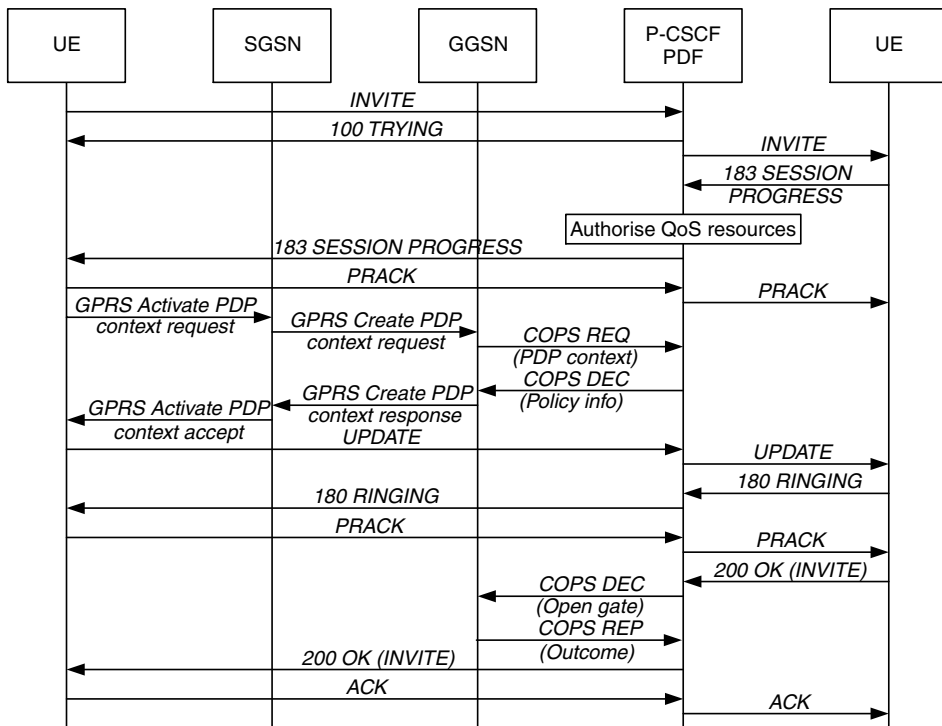 UE
SGSN
GGSN
P-CSCF
PDF
UE
INVITE
100 TRYING
INVITE
183 SESSION
PROGRESS
Authorise QoS resources
183 SESSION PROGRESS
PRACK
PRACK
GPRS Activate PDP
context request
GPRS Create PDP
context request
COPS REQ
(PDP context)
COPS DEC
(Policy info)
GPRS Create PDP
context response
GPRS Activate PDP
context accept
UPDATE
UPDATE
180 RINGING
180 RINGING
PRACK
PRACK
200 OK (INVITE)
COPS DEC
(Open gate)
COPS REP
(Outcome)
200 OK (INVITE)
ACK
ACK